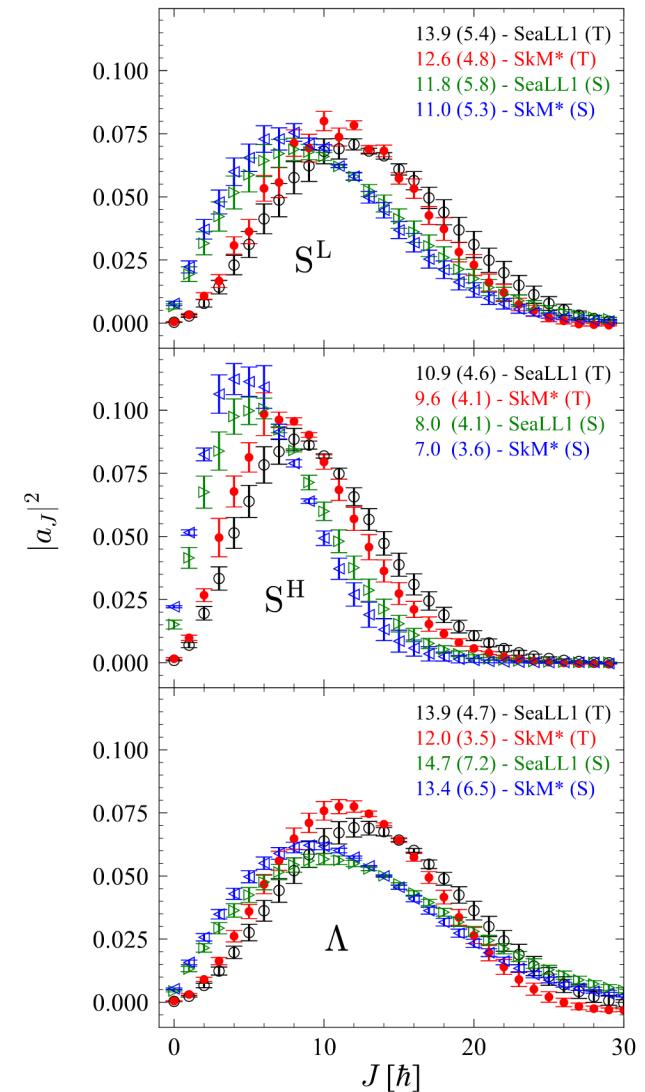 13.9 (5.4) - SeaLL1 (T)
12.6 (4.8) - SkM* (T)
11.8 (5.8) - SeaLL1 (S)
11.0 (5.3) - SkM* (S)
0.100
0.075
0.050
0.025
0.000
S^L
10.9 (4.6) - SeaLL1 (T)
9.6 (4.1) - SkM* (T)
8.0 (4.1) - SeaLL1 (S)
7.0 (3.6) - SkM* (S)
0.100
0.075
0.050
0.025
0.000
S^H
|a_J|^2
13.9 (4.7) - SeaLL1 (T)
12.0 (3.5) - SkM* (T)
14.7 (7.2) - SeaLL1 (S)
13.4 (6.5) - SkM* (S)
0.100
0.075
0.050
0.025
0.000
Λ
0 10 20 30
J [ħ]